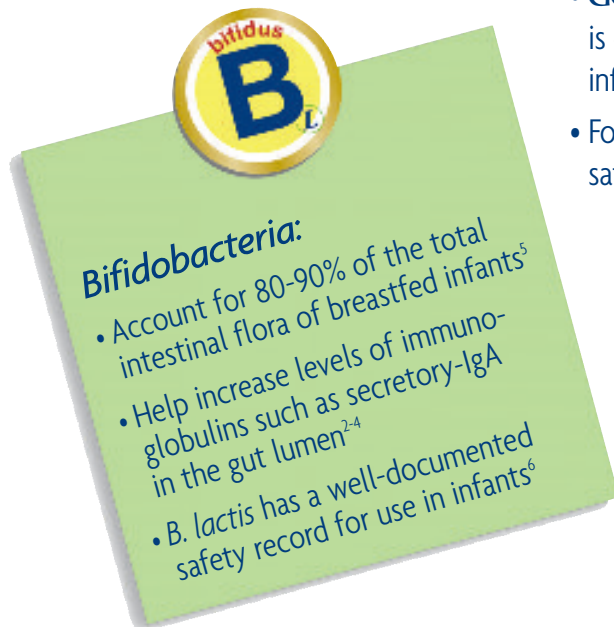 bifidus
B
L
Bifidobacteria:
• Account for 80-90% of the total
intestinal flora of breastfed infants5
• Help increase levels of immuno-
globulins such as secretory-IgA
in the gut lumen2-4
• B. lactis has a well-documented
safety record for use in infants6
is
• Fo